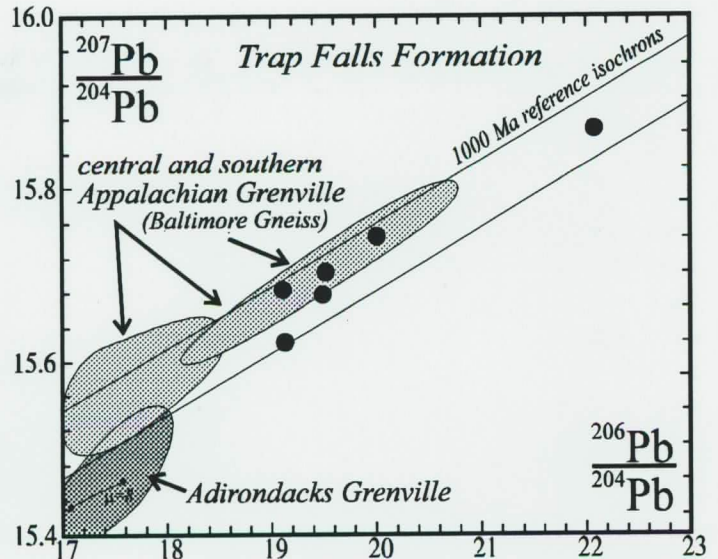 16.0
²⁰⁷Pb
²⁰⁴Pb
Trap Falls Formation
1000 Ma reference isochrons
central and southern
Appalachian Grenville
(Baltimore Gneiss)
15.8
15.6
²⁰⁶Pb
²⁰⁴Pb
μ=8
Adirondacks Grenville
15.4
17 18 19 20 21 22 23